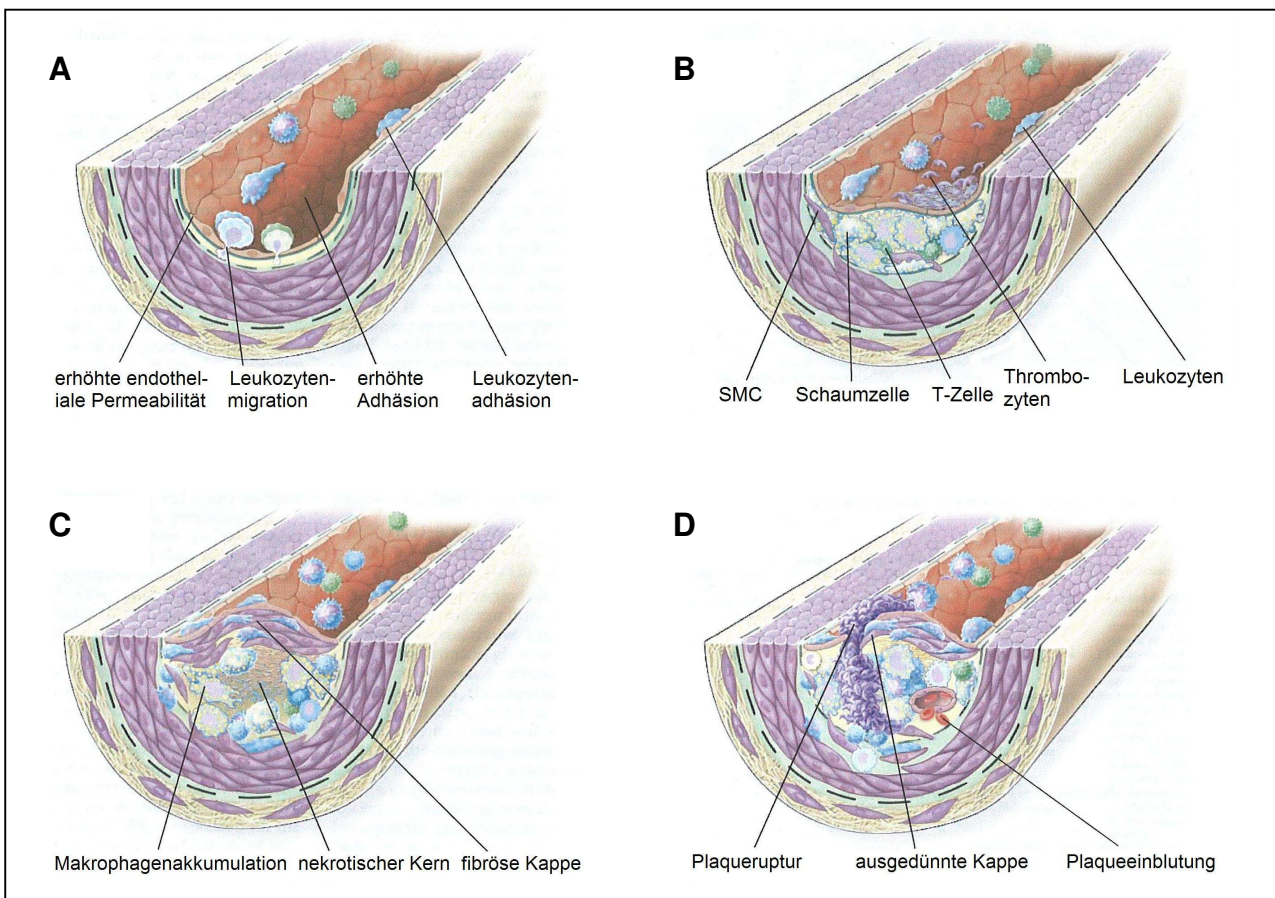 A
erhöhte endothel-
iale Permeabilität
Leukozyten-
migration
erhöhte
Adhäsion
Leukozyten-
adhäsion
B
SMC
Schaumzelle
T-Zelle
Thrombo-
zyten
Leukozyten
C
Makrophagenakkumulation
nekrotischer Kern
fibröse Kappe
D
Plaqueruptur
ausgedünnte Kappe
Plaqueeinblutung